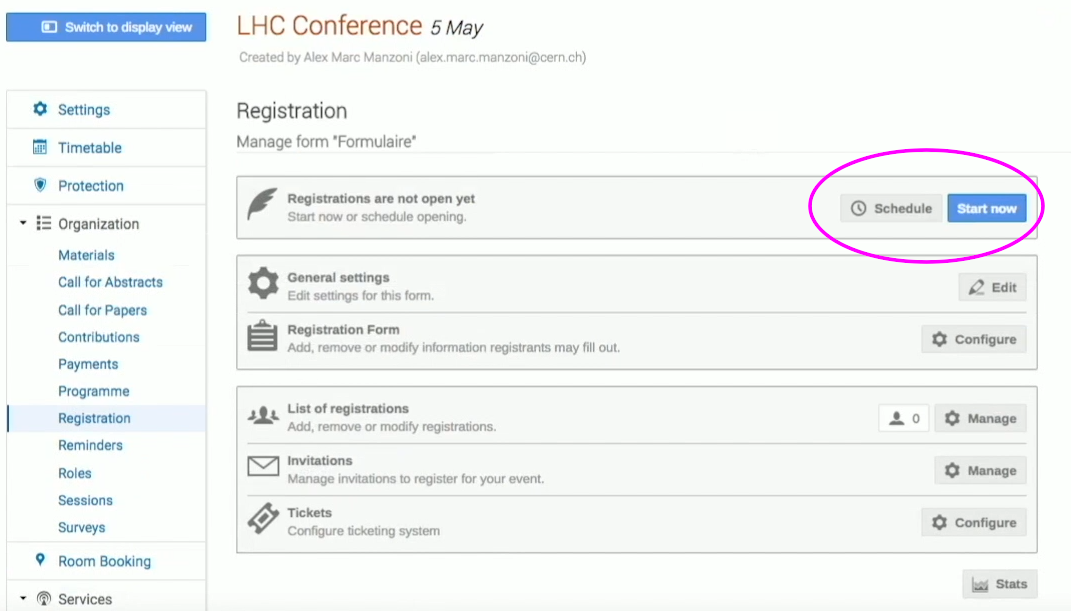 Switch to display view
LHC Conference 5 May
Created by Alex Marc Manzoni (alex.marc.manzoni@cern.ch)
Settings
Timetable
Protection
Organization
Materials
Call for Abstracts
Call for Papers
Contributions
Payments
Programme
Registration
Reminders
Roles
Sessions
Surveys
Room Booking
Services
Registration
Manage form "Formulaire"
Registrations are not open yet
Start now or schedule opening.
Schedule
Start now
General settings
Edit settings for this form.
Edit
Registration Form
Add, remove or modify information registrants may fill out.
Configure
List of registrations
Add, remove or modify registrations.
0
Manage
Invitations
Manage invitations to register for your event.
Manage
Tickets
Configure ticketing system
Configure
Stats